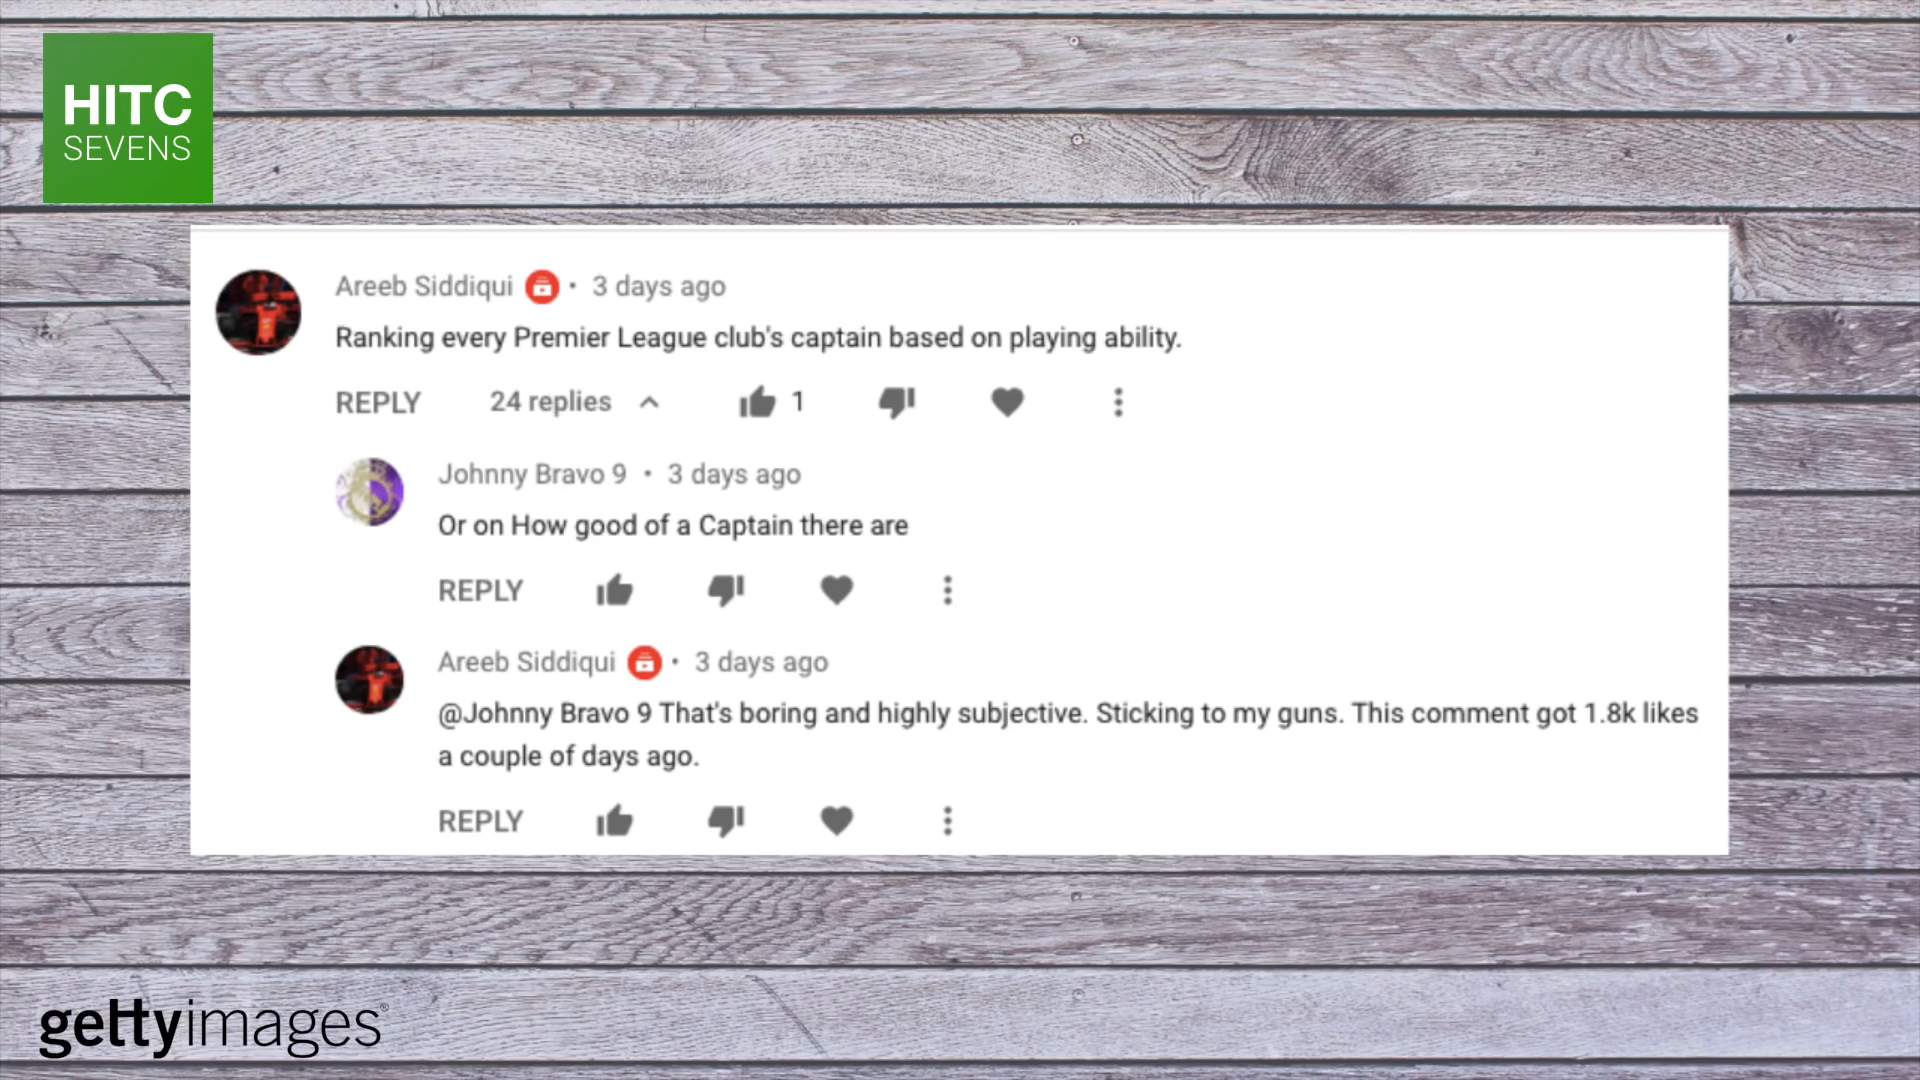 HITC
SEVENS
Areeb Siddiqui • 3 days ago
Ranking every Premier League club's captain based on playing ability.
REPLY 24 replies 1
Johnny Bravo 9 • 3 days ago
Or on How good of a Captain there are
REPLY
Areeb Siddiqui • 3 days ago
@Johnny Bravo 9 That's boring and highly subjective. Sticking to my guns. This comment got 1.8k likes
a couple of days ago.
REPLY
gettyimages®